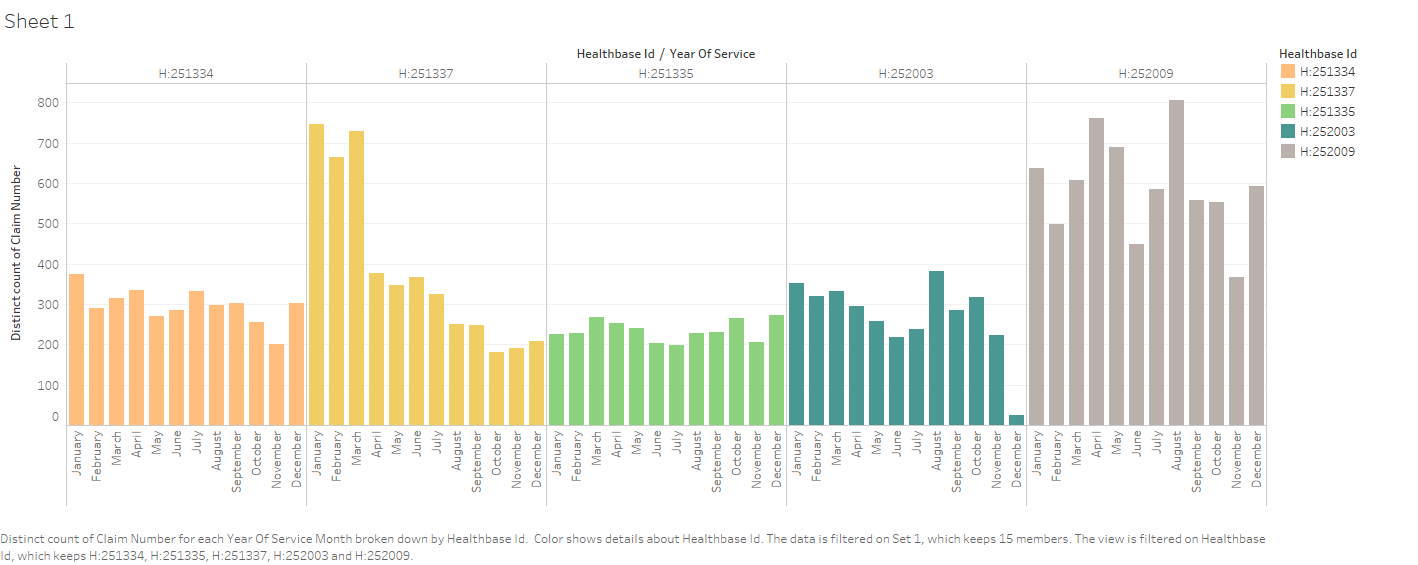 Sheet 1
Healthbase Id / Year Of Service
H:251334 H:251337 H:251335 H:252003 H:252009
Healthbase Id
H:251334
H:251337
H:251335
H:252003
H:252009
Distinct count of Claim Number
800
700
600
500
400
300
200
100
0
January February March April May June July August September October November December January February March April May June July August September October November December January February March April May June July August September October November December January February March April May June July August September October November December January February March April May June July August September October November December
Distinct count of Claim Number for each Year Of Service Month broken down by Healthbase Id.  Color shows details about Healthbase Id. The data is filtered on Set 1, which keeps 15 members. The view is filtered on Healthbase
Id, which keeps H:251334, H:251335, H:251337, H:252003 and H:252009.